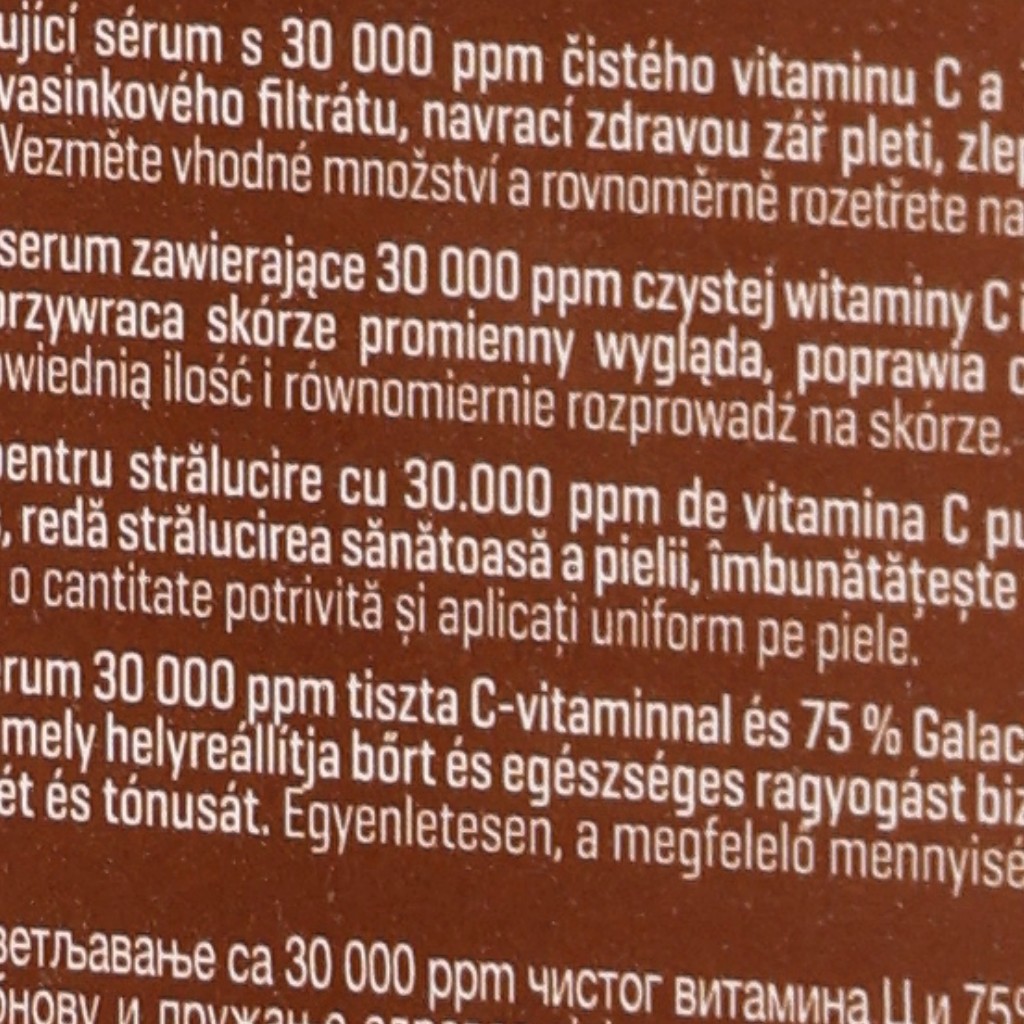 ující sérum s 30 000 ppm čistého vitaminu C a
vasinkového filtrátu, navrací zdravou zář pleti, zlep
Vezměte vhodné množství a rovnoměrně rozetřete na
serum zawierające 30 000 ppm czystej witaminy C i
przywraca skórze promienny wygląda, poprawia
owiednią ilość i równomiernie rozprowadź na skórze.
pentru strălucire cu 30.000 ppm de vitamina C pu
, redă strălucirea sănătoasă a pielii, îmbunătățește
o cantitate potrivită și aplicați uniform pe piele.
rum 30 000 ppm tiszta C-vitaminnal és 75 % Galac
mely helyreállítja bőrt és egészséges ragyogást biz
ét és tónusát. Egyenletesen, a megfelelő mennyisé
ветљавање са 30 000 ppm чистог витамина Ц и 75%
бнову и пружа